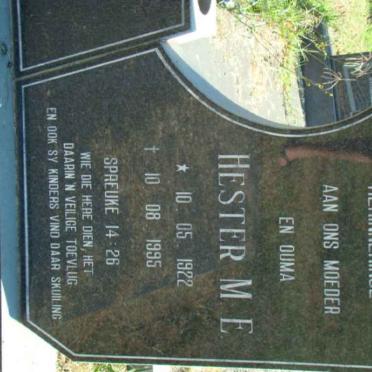 AAN ONS MOEDER
EN OUMA
HESTER M E
★ 10 05 1922
† 10 08 1995
SPREUKE 14:26
WIE DIE HERE DIEN, HET
DAARIN 'N VEILIGE TOEVLUG
EN OOK SY KINDERS VIND DAAR SKUILING